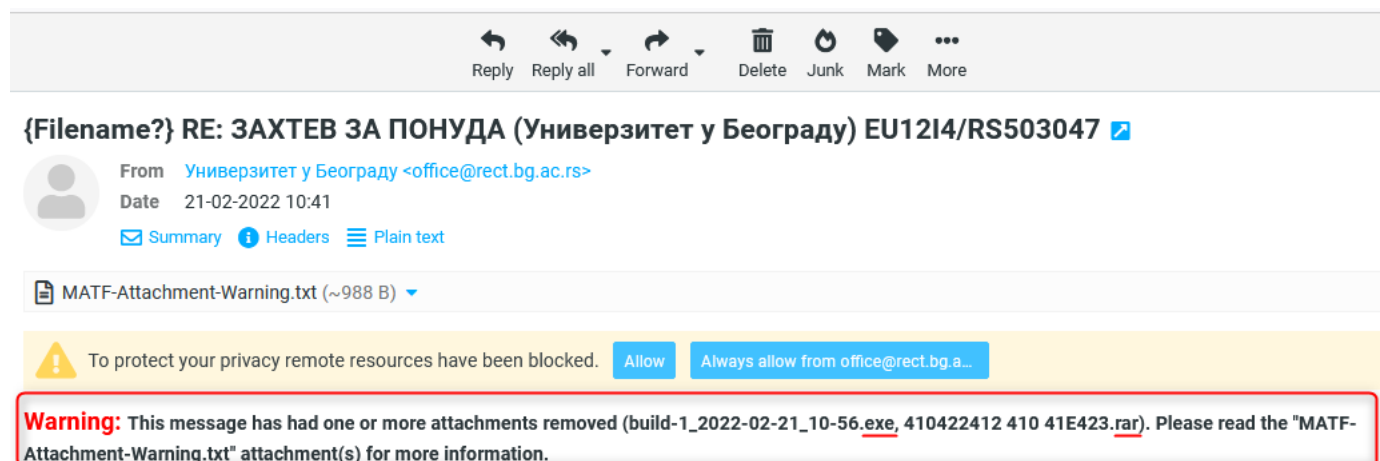 Reply Reply all Forward Delete Junk Mark More
{Filename?} RE: ЗАХТЕВ ЗА ПОНУДА (Универзитет у Београду) EU12I4/RS503047
From Универзитет у Београду <office@rect.bg.ac.rs>
Date 21-02-2022 10:41
Summary Headers Plain text
MATF-Attachment-Warning.txt (~988 B)
To protect your privacy remote resources have been blocked. Allow Always allow from office@rect.bg.a...
Warning: This message has had one or more attachments removed (build-1_2022-02-21_10-56.exe, 410422412 410 41E423.rar). Please read the "MATF-
Attachment-Warning.txt" attachment(s) for more information.